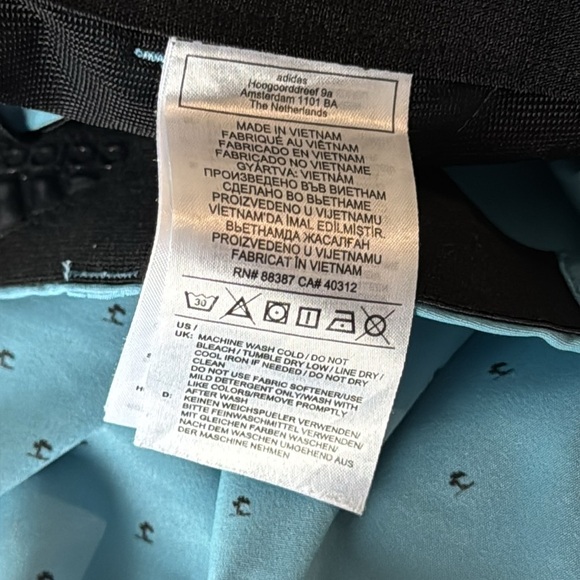 adidas
Hoogoorddreef 9a
Amsterdam 1101 BA
The Netherlands
MADE IN VIETNAM
FABRIQUÉ AU VIÊTNAM
FABRICADO EN VIETNAM
FABRICADO NO VIETNAME
GYÁRTVA: VIETNÁM
ПРОИЗВЕДЕНО ВЪВ ВИЕТНАМ
СДЕЛАНО ВО ВЬЕТНАМЕ
PROIZVEDENO U VIJETNAMU
VİETNAM'DA İMAL EDİLMİŞTİR.
ВЬЕТНАМДА ЖАСАЛҒАН
PROIZVEDENO U VIJETNAMU
FABRICAT ÎN VIETNAM
RN# 88387 CA# 40312
30
US /
UK: MACHINE WASH COLD / DO NOT
BLEACH / TUMBLE DRY LOW / LINE DRY /
COOL IRON IF NEEDED / DO NOT DRY
CLEAN
DO NOT USE FABRIC SOFTENER/USE
MILD DETERGENT ONLY/WASH WITH
LIKE COLORS/REMOVE PROMPTLY
AFTER WASH
D: KEINEN WEICHSPUELER VERWENDEN/
BITTE FEINWASCHMITTEL VERWENDEN/
MIT GLEICHEN FARBEN WASCHEN/
NACH DEM WASCHEN UMGEHEND AUS
DER MASCHINE NEHMEN